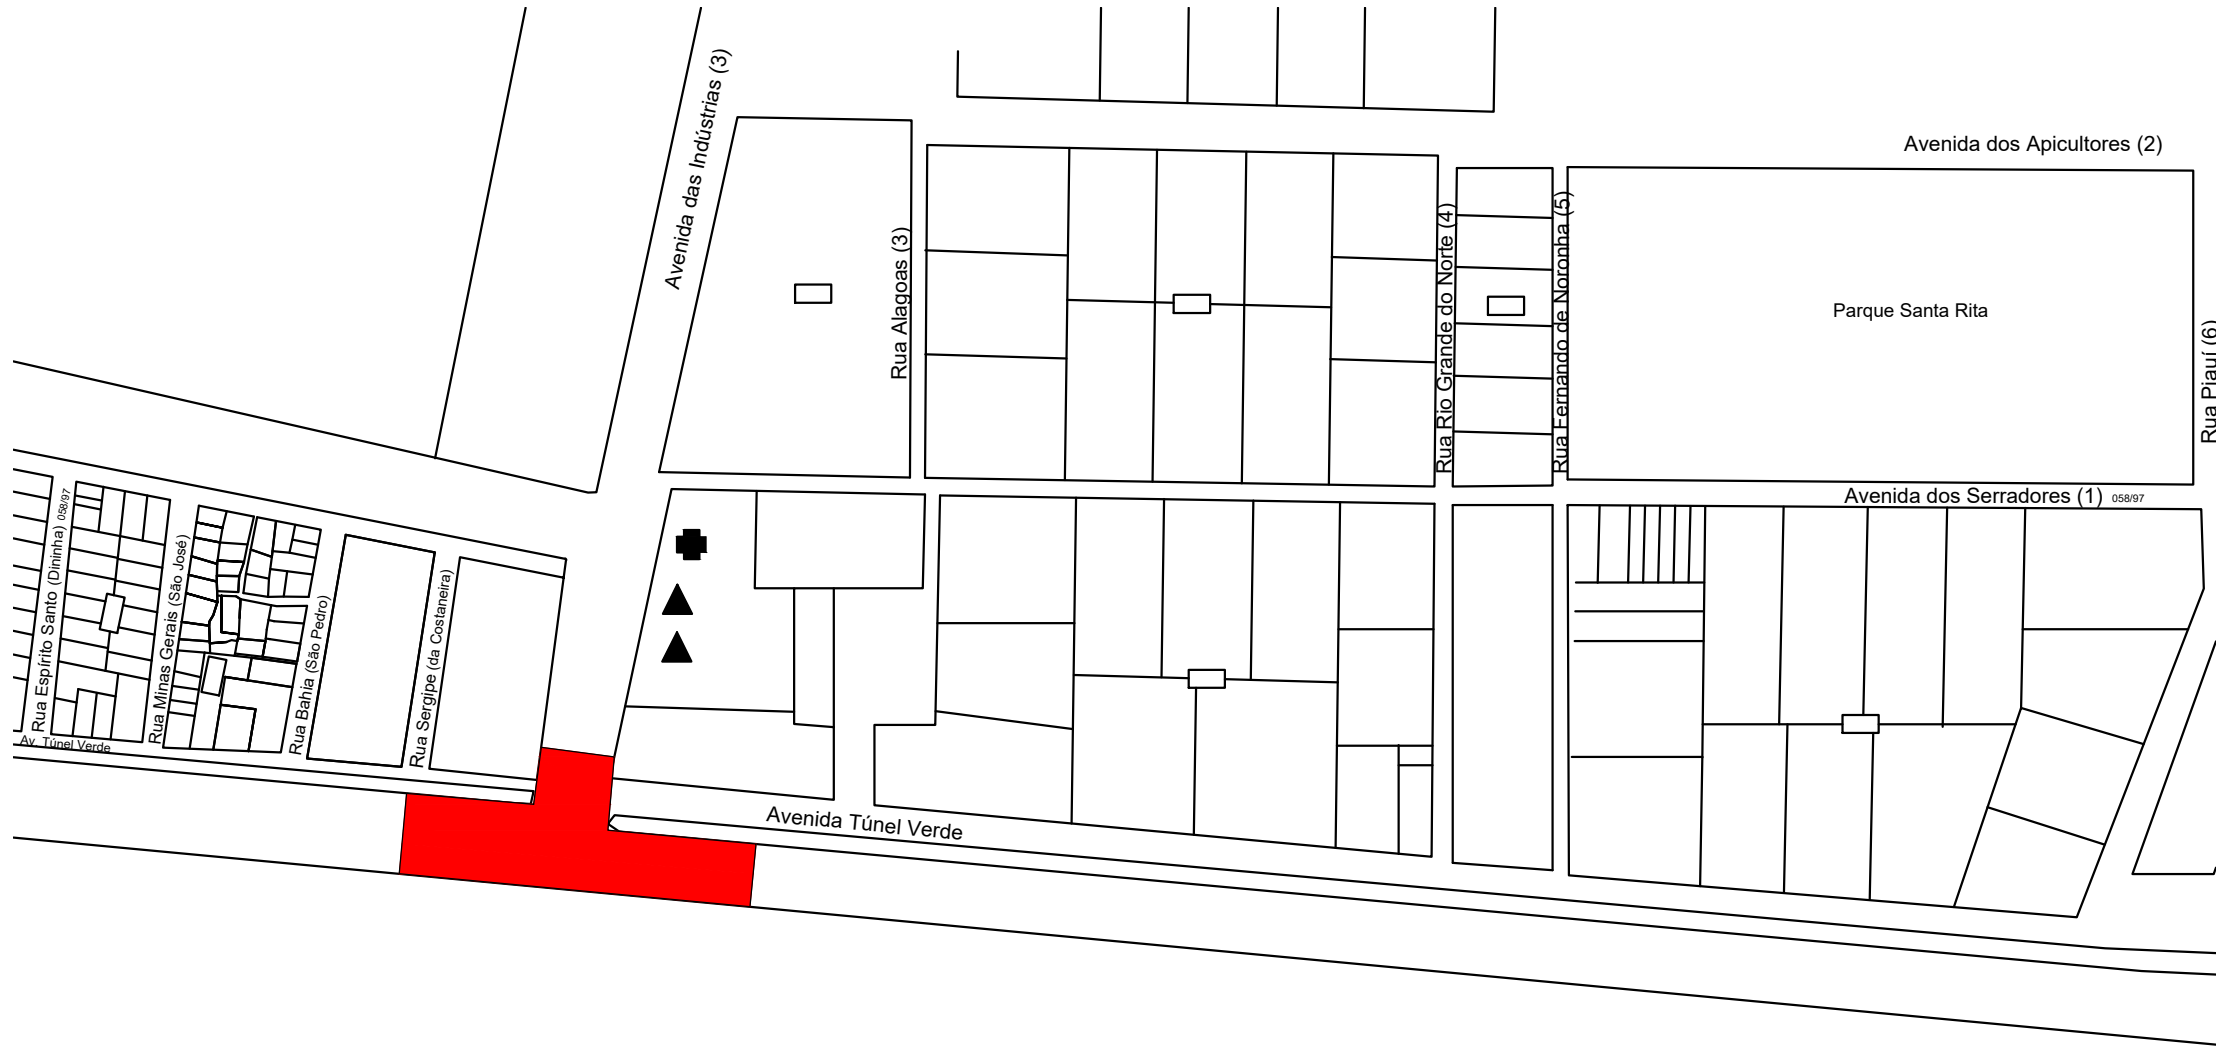 Avenida das Indústrias (3)
Avenida dos Apicultores (2)
Rua Alagoas (3)
Rua Rio Grande do Norte (4)
Rua Fernando de Noronha (5)
Parque Santa Rita
Rua Piauí (6)
Avenida dos Serradores (1) 058/97
Rua Espírito Santo (Dininha) 058/97
Rua Minas Gerais (São José)
Rua Bahia (São Pedro)
Rua Sergipe (da Costaneira)
Av. Túnel Verde
Avenida Túnel Verde